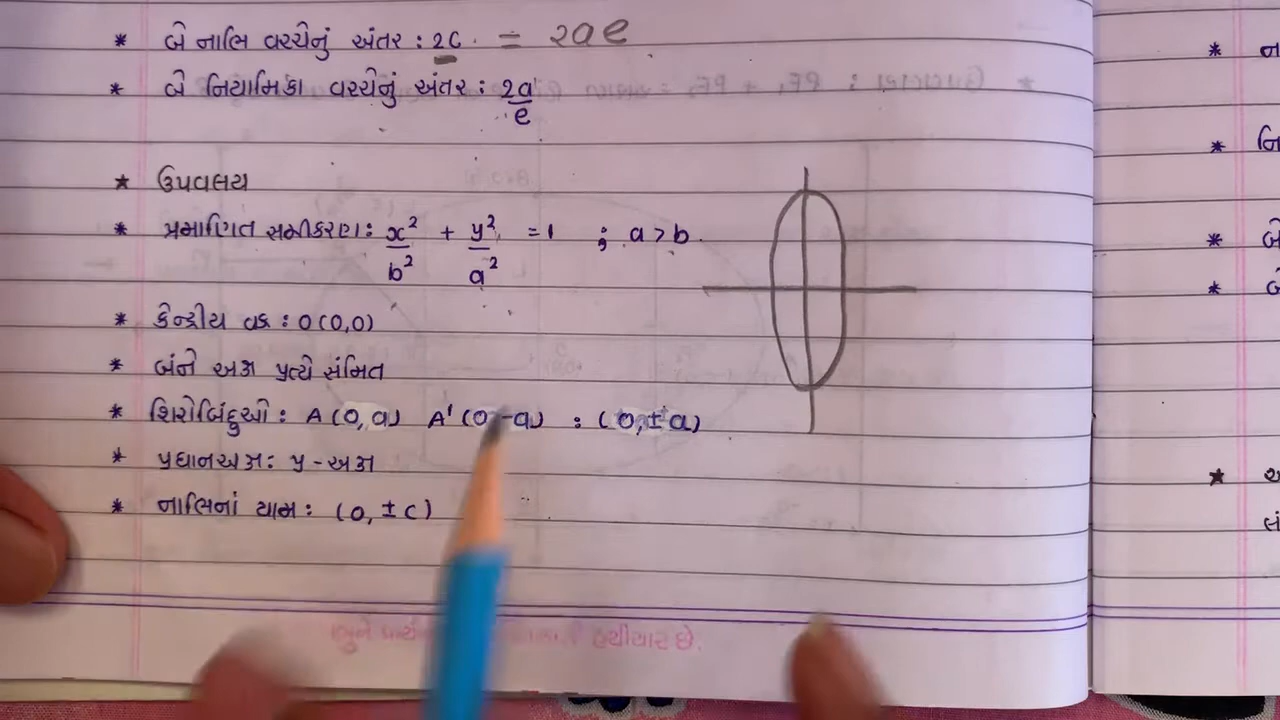 * બે નાભિ વચ્ચેનું અંતર : 2c = 2ae
* બે નિયામિકા વચ્ચેનું અંતર : 2a/e
* ઉપવલય
* પ્રમાણિત સમીકરણ : x²/b² + y²/a² = 1 ; a > b
* કેન્દ્રીય વક્ર : O(0,0)
* બંને અક્ષ પ્રત્યે સંમિત
* શિરોબિંદુઓ : A(0,a) A'(0,-a) : (0,±a)
* પ્રધાનઅક્ષ : y-અક્ષ
* નાભિનાં યામ : (0,±c)
હથીયાર છે.
* ન
* નિ
* બે
* બે
*
સં